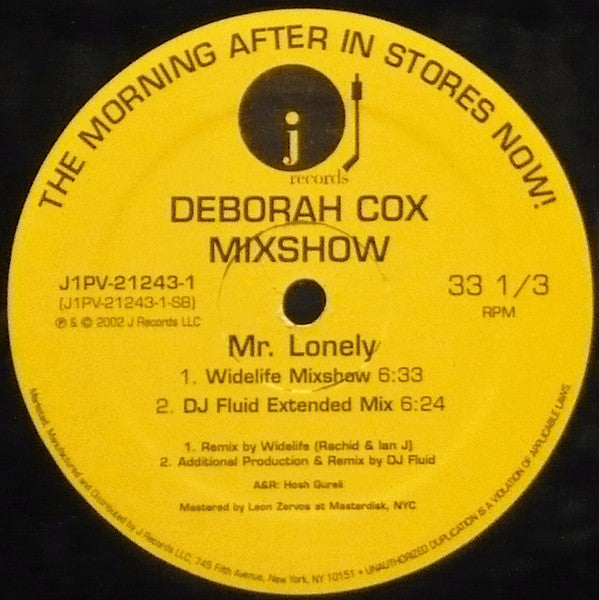 THE MORNING AFTER IN STORES NOW!
j
records
DEBORAH COX
MIXSHOW
J1PV-21243-1
(J1PV-21243-1-SB)
℗ & © 2002 J Records LLC
33 1/3
RPM
Mr. Lonely
1. Widelife Mixshow 6:33
2. DJ Fluid Extended Mix 6:24
1. Remix by Widelife (Rachid & Ian J)
2. Additional Production & Remix by DJ Fluid
A&R: Hosh Gureli
Mastered by Leon Zervos at Masterdisk, NYC
Marketed, Manufactured and Distributed by J Records LLC, 745 Fifth Avenue, New York, NY 10151 • UNAUTHORIZED DUPLICATION IS A VIOLATION OF APPLICABLE LAWS